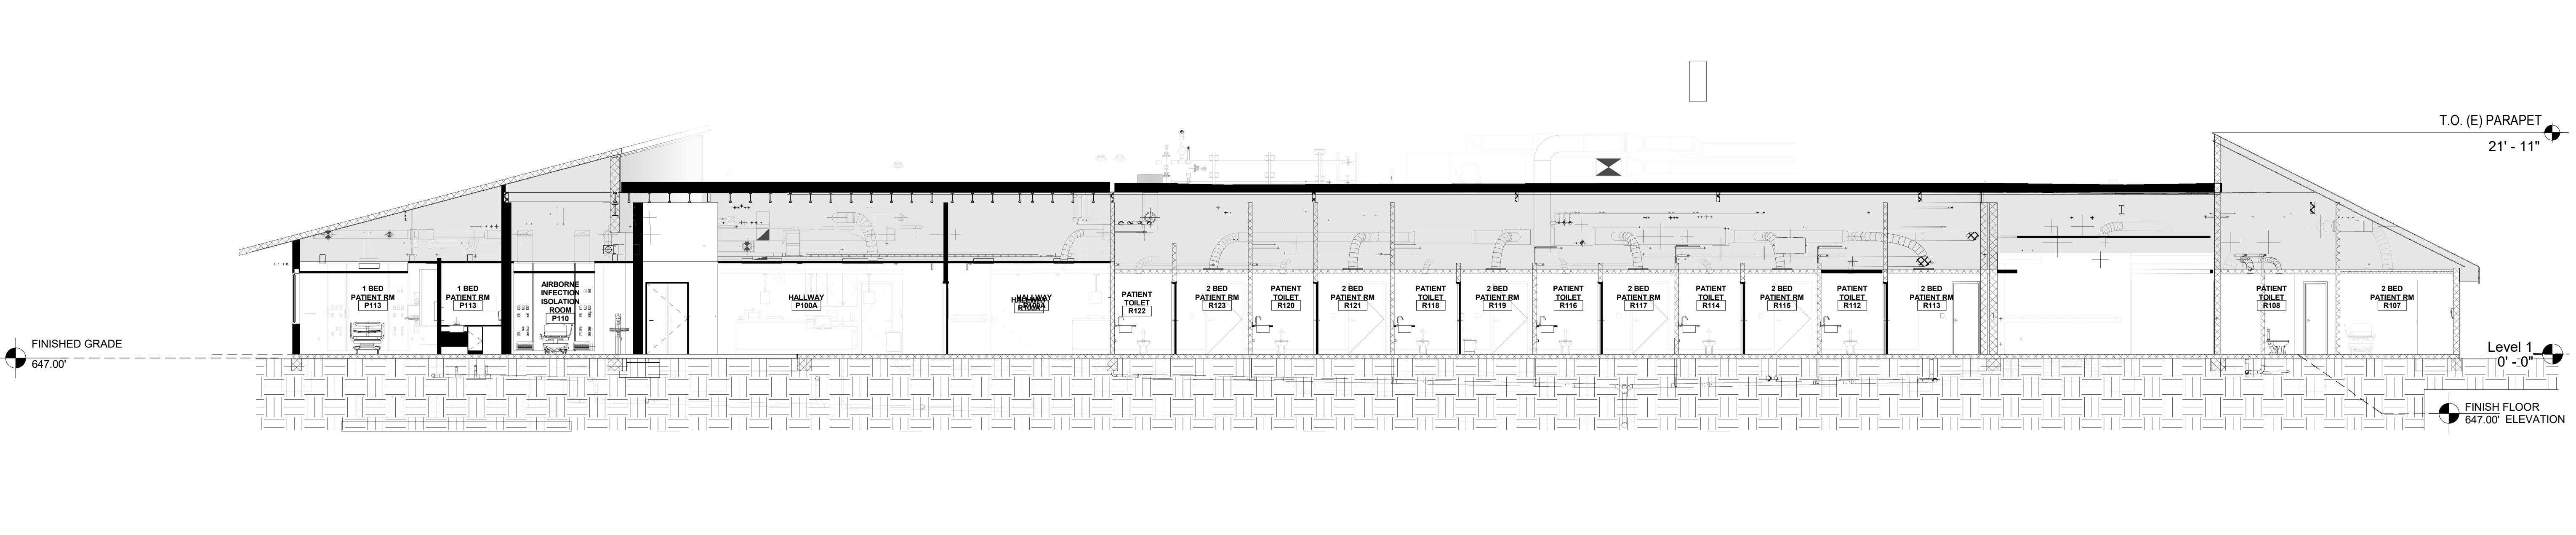 T.O. (E) PARAPET
21' - 11"
1 BED
PATIENT RM
P113
1 BED
PATIENT RM
P113
AIRBORNE
INFECTION
ISOLATION
ROOM
P110
HALLWAY
P100A
HALLWAY
PATIENT
TOILET
R122
2 BED
PATIENT RM
R123
PATIENT
TOILET
R120
2 BED
PATIENT RM
R121
PATIENT
TOILET
R118
2 BED
PATIENT RM
R119
PATIENT
TOILET
R116
2 BED
PATIENT RM
R117
PATIENT
TOILET
R114
2 BED
PATIENT RM
R115
PATIENT
TOILET
R112
2 BED
PATIENT RM
R113
PATIENT
TOILET
R108
2 BED
PATIENT RM
R107
FINISHED GRADE
647.00'
Level 1
0' - 0"
FINISH FLOOR
647.00' ELEVATION